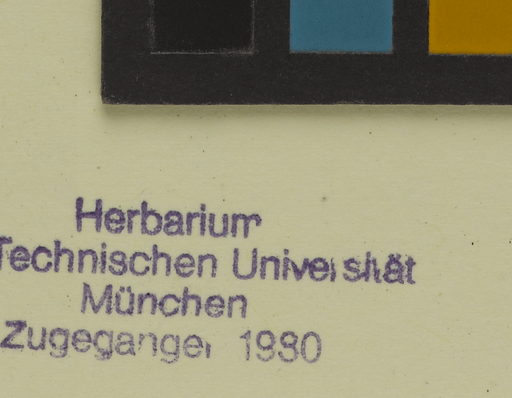 Herbarium
Technischen Universität
München
Zugegangen 1980